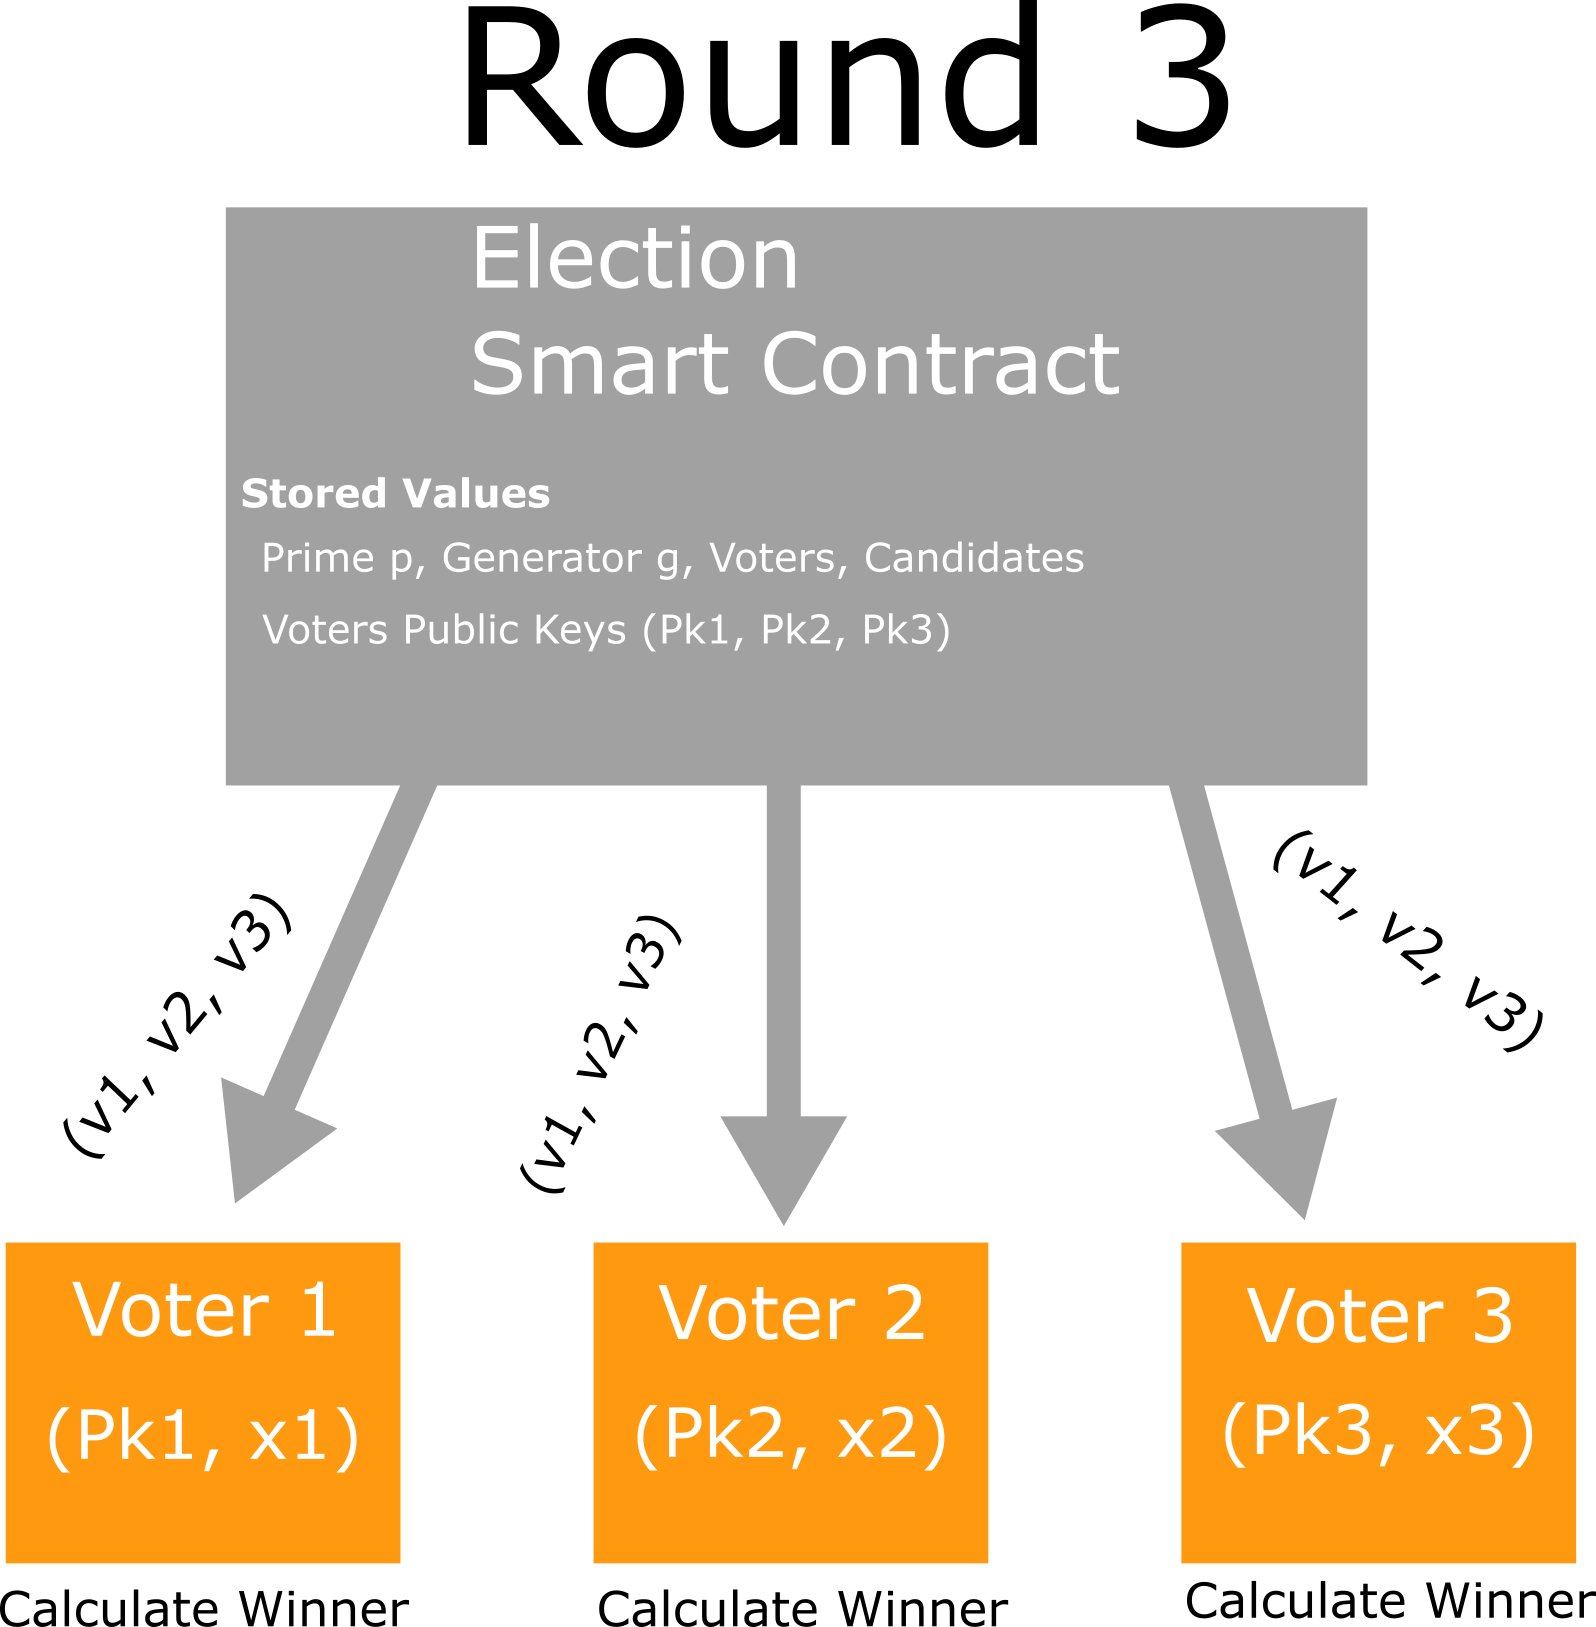 Round 3
Election
Smart Contract
Stored Values
Prime p, Generator g, Voters, Candidates
Voters Public Keys (Pk1, Pk2, Pk3)
(v1, v2, v3)
(v1, v2, v3)
(v1, v2, v3)
Voter 1
(Pk1, x1)
Voter 2
(Pk2, x2)
Voter 3
(Pk3, x3)
Calculate Winner
Calculate Winner
Calculate Winner